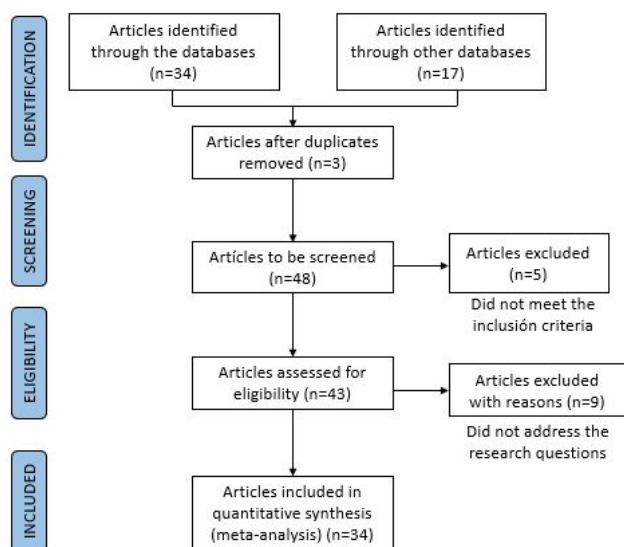 IDENTIFICATION
Articles identified
through the databases
(n=34)
Articles identified
through other databases
(n=17)
Articles after duplicates
removed (n=3)
SCREENING
Artícles to be screened
(n=48)
Articles excluded
(n=5)
Did not meet the
inclusión criteria
ELIGIBILITY
Articles assessed for
eligibility (n=43)
Articles excluded
with reasons (n=9)
Did not address the
research questions
INCLUDED
Articles included in
quantitative synthesis
(meta-analysis) (n=34)